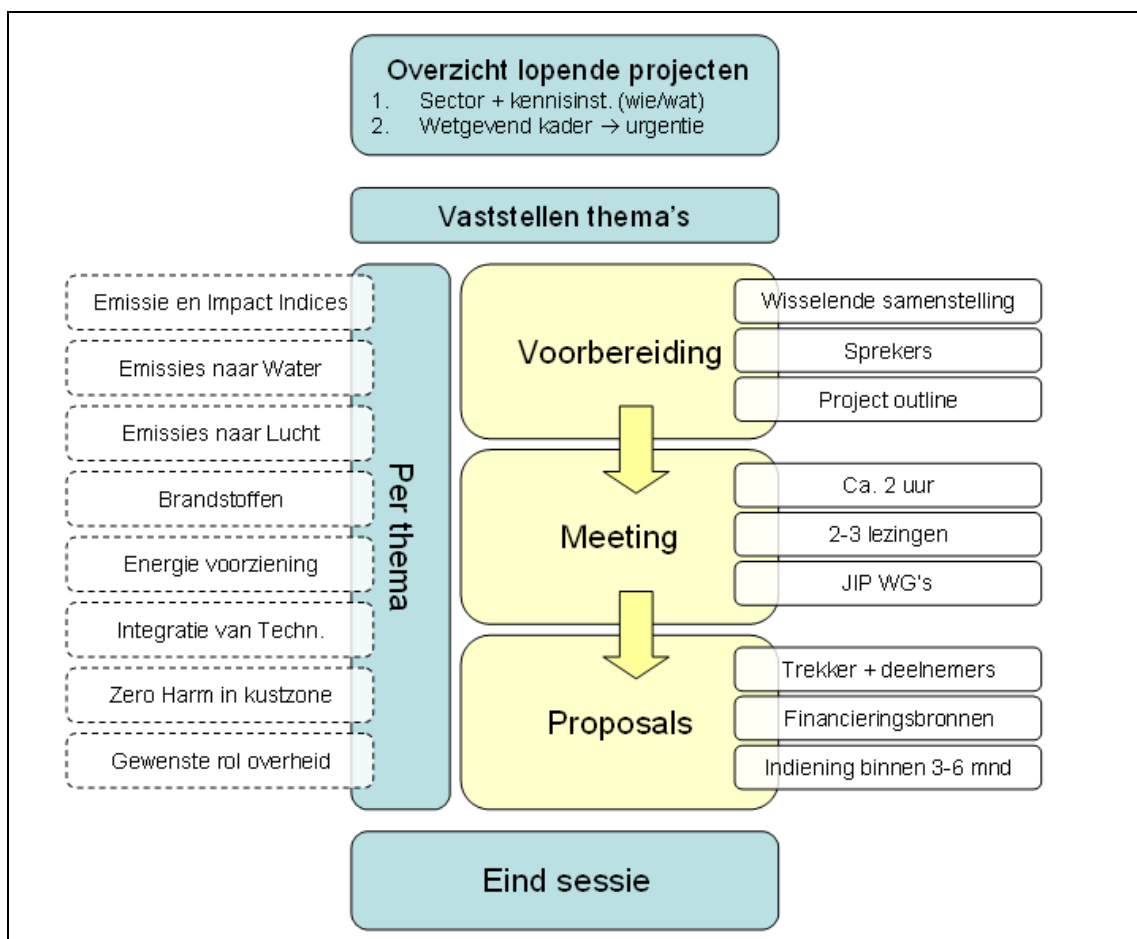 Overzicht lopende projecten
1. Sector + kennisinst. (wie/wat)
2. Wetgevend kader → urgentie
Vaststellen thema's
Per thema
Emissie en Impact Indices
Emissies naar Water
Emissies naar Lucht
Brandstoffen
Energie voorziening
Integratie van Techn.
Zero Harm in kustzone
Gewenste rol overheid
Voorbereiding
Wisselende samenstelling
Sprekers
Project outline
Meeting
Ca. 2 uur
2-3 lezingen
JIP WG's
Proposals
Trekker + deelnemers
Financieringsbronnen
Indiening binnen 3-6 mnd
Eind sessie